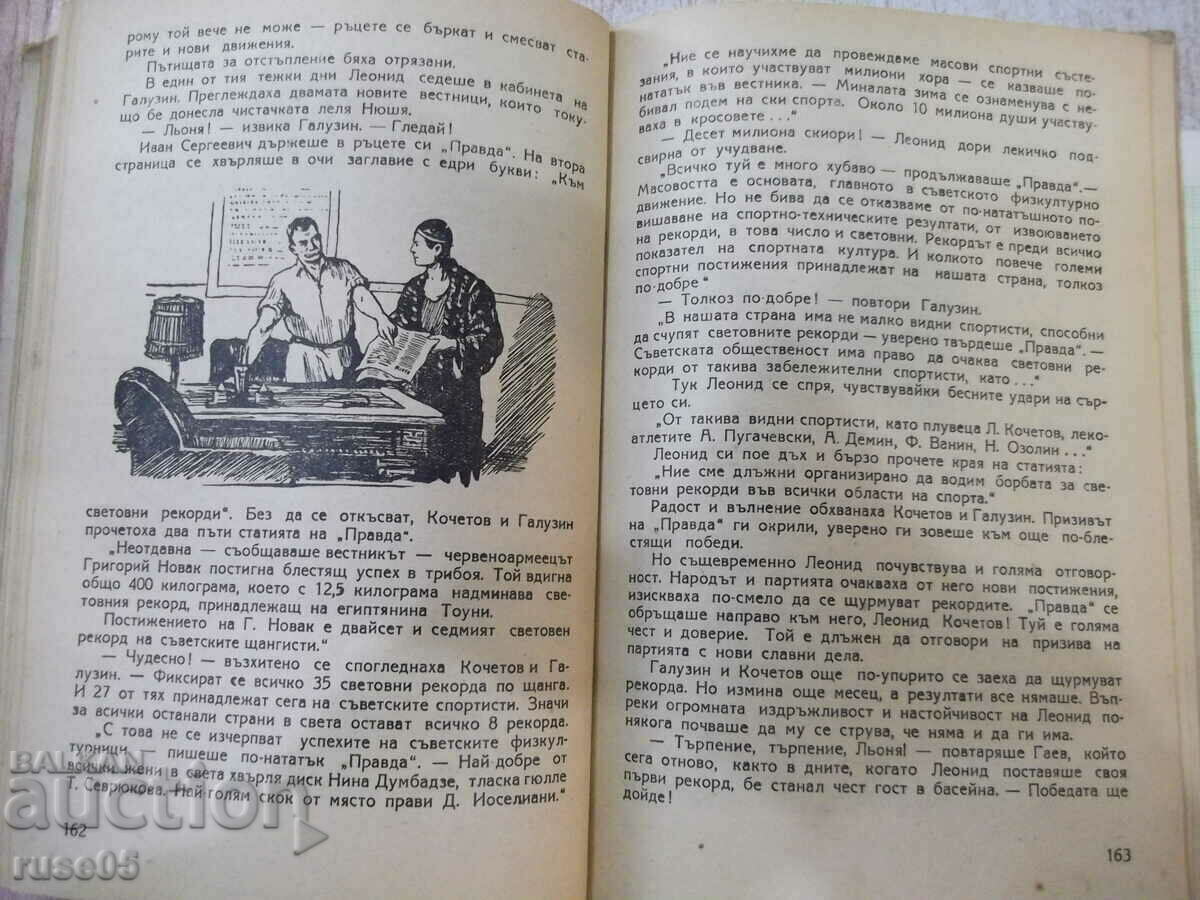 рому той вече не може — ръцете се бъркат и смесват ста-
рите и нови движения.
Пътищата за отстъпление бяха отрязани.
В един от тия тежки дни Леонид седеше в кабинета на
Галузин. Преглеждаха двамата новите вестници, които току-
що бе донесла чистачката леля Нюшя.
— Льоня! — извика Галузин. — Гледай!
Иван Сергеевич държеше в ръцете си „Правда“. На втора
страница се хвърляше в очи заглавие с едри букви: „Към
световни рекорди“. Без да се откъсват, Кочетов и Галузин
прочетоха два пъти статията на „Правда“.
„Неотдавна — съобщаваше вестникът — червеноармеецът
Григорий Новак постигна блестящ успех в трибоя. Той вдигна
общо 400 килограма, което с 12,5 килограма надминава све-
товния рекорд, принадлежащ на египтянина Тоуни.
Постижението на Г. Новак е двайсет и седмият световен
рекорд на съветските щангисти.“
— Чудесно! — възхитено се спогледнаха Кочетов и Га-
лузин. — Фиксират се всичко 35 световни рекорда по щанга.
И 27 от тях принадлежат сега на съветските спортисти. Значи
за всички останали страни в света остават всичко 8 рекорда.
„С това не се изчерпват успехите на съветските физкул-
турници — пишеше по-нататък „Правда“. — Най-добре от
всички жени в света хвърля диск Нина Думбадзе, тласка гюлле
Т. Севрюкова. Най-голям скок от място прави Д. Иоселиани.“
162
„Ние се научихме да провеждаме масови спортни състе-
зания, в които участвуват милиони хора — се казваше по-
нататък във вестника. — Миналата зима се ознаменува с не-
бивал подем на ски спорта. Около 10 милиона души участву-
ваха в кросовете . . .“
— Десет милиона скиори! — Леонид дори лекичко под-
свирна от учудване.
„Всичко туй е много хубаво — продължаваше „Правда“.—
Масовостта е основата, главното в съветското физкултурно
движение. Но не бива да се отказваме от по-нататъшното по-
вишаване на спортно-техническите резултати, от извоюването
на рекорди, в това число и световни. Рекордът е преди всичко
показател на спортната култура. И колкото повече големи
спортни постижения принадлежат на нашата страна, толкоз
по-добре“
— Толкоз по-добре! — повтори Галузин.
„В нашата страна има не малко видни спортисти, способни
да счупят световните рекорди — уверено твърдеше „Правда“.—
Съветската общественост има право да очаква световни ре-
корди от такива забележителни спортисти, като . . .“
Тук Леонид се спря, чувствувайки бесните удари на сър-
цето си.
„От такива видни спортисти, като плувеца Л. Кочетов, леко-
атлетите А. Пугачевски, А. Демин, Ф. Ванин, Н. Озолин . . .“
Леонид си пое дъх и бързо прочете края на статията:
„Ние сме длъжни организирано да водим борбата за све-
товни рекорди във всички области на спорта.“
Радост и вълнение обхванаха Кочетов и Галузин. Призивът
на „Правда“ ги окрили, уверено ги зовеше към още по-бле-
стящи победи.
Но същевременно Леонид почувствува и голяма отговор-
ност. Народът и партията очакваха от него нови постижения,
изискваха по-смело да се щурмуват рекордите. „Правда“ се
обръщаше направо към него, Леонид Кочетов! Туй е голяма
чест и доверие. Той е длъжен да отговори на призива на
партията с нови славни дела.
Галузин и Кочетов още по-упорито се заеха да щурмуват
рекорда. Но измина още месец, а резултати все нямаше. Въп-
реки огромната издръжливост и настойчивост на Леонид по-
някога почваше да му се струва, че няма и да ги има.
— Търпение, търпение, Льоня! — повтаряше Гаев, който
сега отново, както в дните, когато Леонид поставяше своя
първи рекорд, бе станал чест гост в басейна. — Победата ще
дойде!
163
BALKAN
auction
ruse05